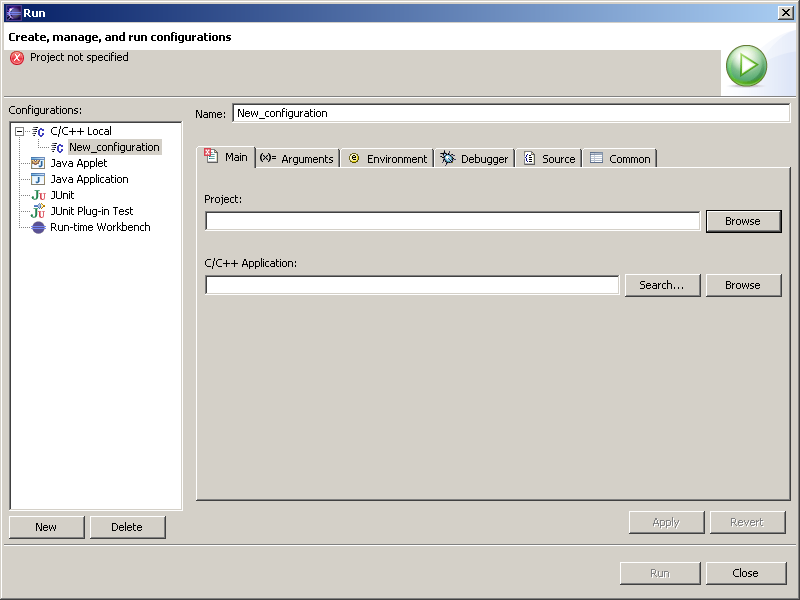 Run
Create, manage, and run configurations
Project not specified
Configurations:
C/C++ Local
New_configuration
Java Applet
Java Application
JUnit
JUnit Plug-in Test
Run-time Workbench
New Delete
Name: New_configuration
Main (x)= Arguments Environment Debugger Source Common
Project:
Browse
C/C++ Application:
Search... Browse
Apply Revert
Run Close